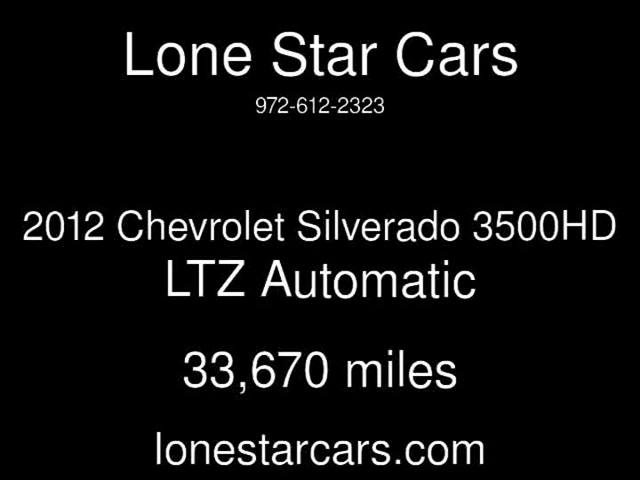 Lone Star Cars
972-612-2323
2012 Chevrolet Silverado 3500HD
LTZ Automatic
33,670 miles
lonestarcars.com